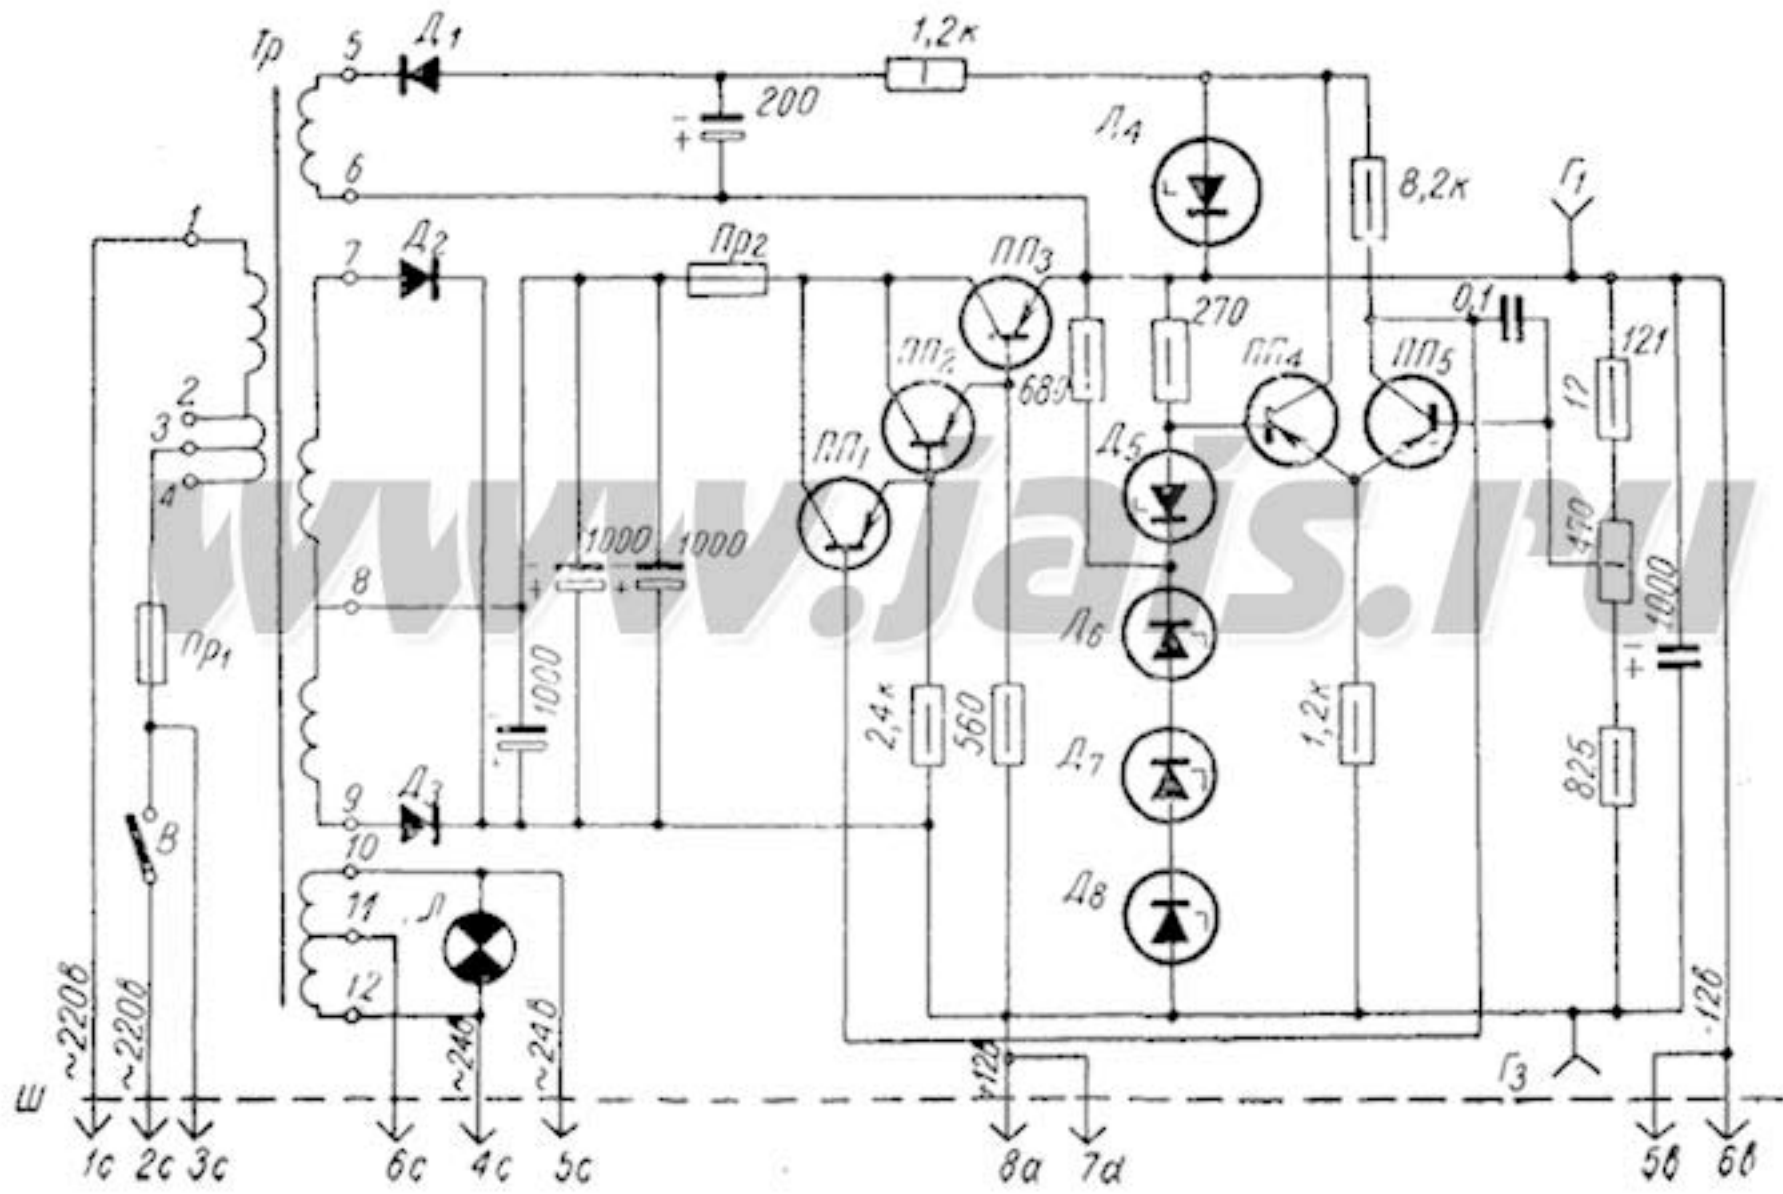 Тр
5
Д1
1,2к
- +
200
6
Д4
Г1
8,2к
1
7
Д2
Пр2
ПП3
0,1
270
121
12
ПП2
680
ПП4
ПП5
2
3
4
ПП1
Д5
470
www.jais.ru
1000
1000
- +
- +
8
Пр1
Д6
1000
- +
1000
2,4к
560
Д7
1,2к
825
9
Д3
В
10
11
Л
12
Д8
~220в
~220в
~24в
~24в
+12в
Г3
-12в
Ш
1с
2с
3с
6с
4с
5с
8а
7а
5в
6в